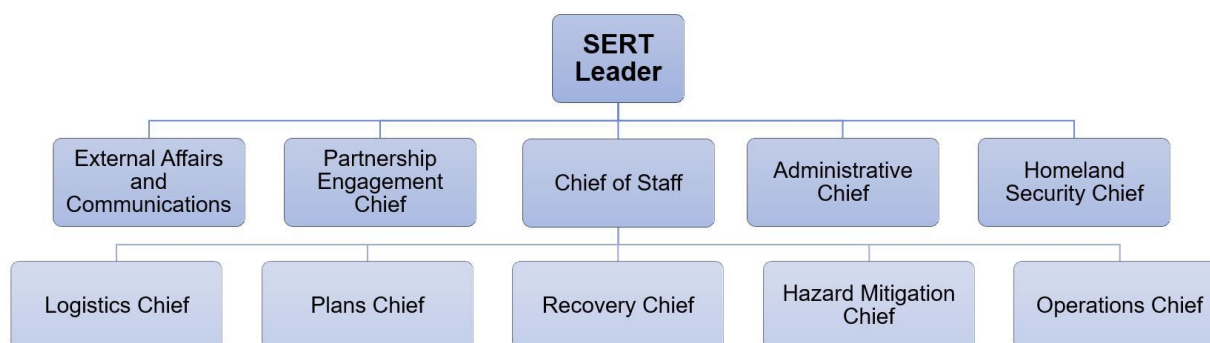 SERT
Leader
External Affairs
and
Communications
Partnership
Engagement
Chief
Chief of Staff
Administrative
Chief
Homeland
Security Chief
Logistics Chief
Plans Chief
Recovery Chief
Hazard Mitigation
Chief
Operations Chief